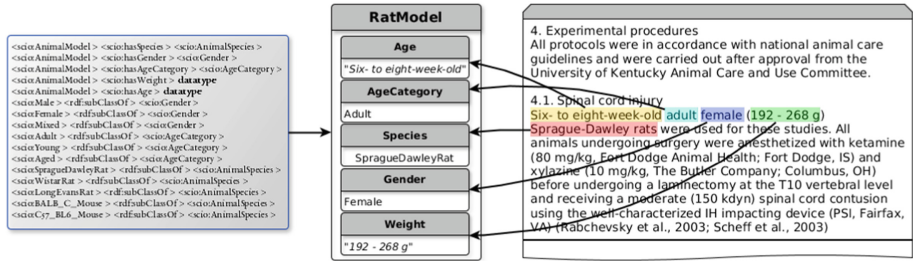 <scio:AnimalModel > <scio:hasSpecies > <scio:AnimalSpecies >
<scio:AnimalModel > <scio:hasGender > <scio:Gender >
<scio:AnimalModel > <scio:hasAgeCategory > <scio:AgeCategory >
<scio:AnimalModel > <scio:hasWeight > datatype
<scio:AnimalModel > <scio:hasAge > datatype
<scio:Male > <rdf:subClassOf > <scio:Gender >
<scio:Female > <rdf:subClassOf > <scio:Gender >
<scio:Mixed > <rdf:subClassOf > <scio:Gender >
<scio:Adult > <rdf:subClassOf > <scio:AgeCategory >
<scio:Young > <rdf:subClassOf > <scio:AgeCategory >
<scio:Aged > <rdf:subClassOf > <scio:AgeCategory >
<scio:SpragueDawleyRat > <rdf:subClassOf > <scio:AnimalSpecies >
<scio:WistarRat > <rdf:subClassOf > <scio:AnimalSpecies >
<scio:LongEvansRat > <rdf:subClassOf > <scio:AnimalSpecies >
<scio:BALB_C_Mouse > <rdf:subClassOf > <scio:AnimalSpecies >
<scio:C57_BL6_Mouse > <rdf:subClassOf > <scio:AnimalSpecies >
RatModel
Age
"Six- to eight-week-old"
AgeCategory
Adult
Species
SpragueDawleyRat
Gender
Female
Weight
"192 - 268 g"
4. Experimental procedures
All protocols were in accordance with national animal care
guidelines and were carried out after approval from the
University of Kentucky Animal Care and Use Committee.
4.1. Spinal cord injury
Six- to eight-week-old adult female (192 - 268 g)
Sprague-Dawley rats were used for these studies. All
animals undergoing surgery were anesthetized with ketamine
(80 mg/kg, Fort Dodge Animal Health; Fort Dodge, IS) and
xylazine (10 mg/kg, The Butler Company; Columbus, OH)
before undergoing a laminectomy at the T10 vertebral level
and receiving a moderate (150 kdyn) spinal cord contusion
using the well-characterized IH impacting device (PSI, Fairfax,
VA) (Rabchevsky et al., 2003; Scheff et al., 2003)